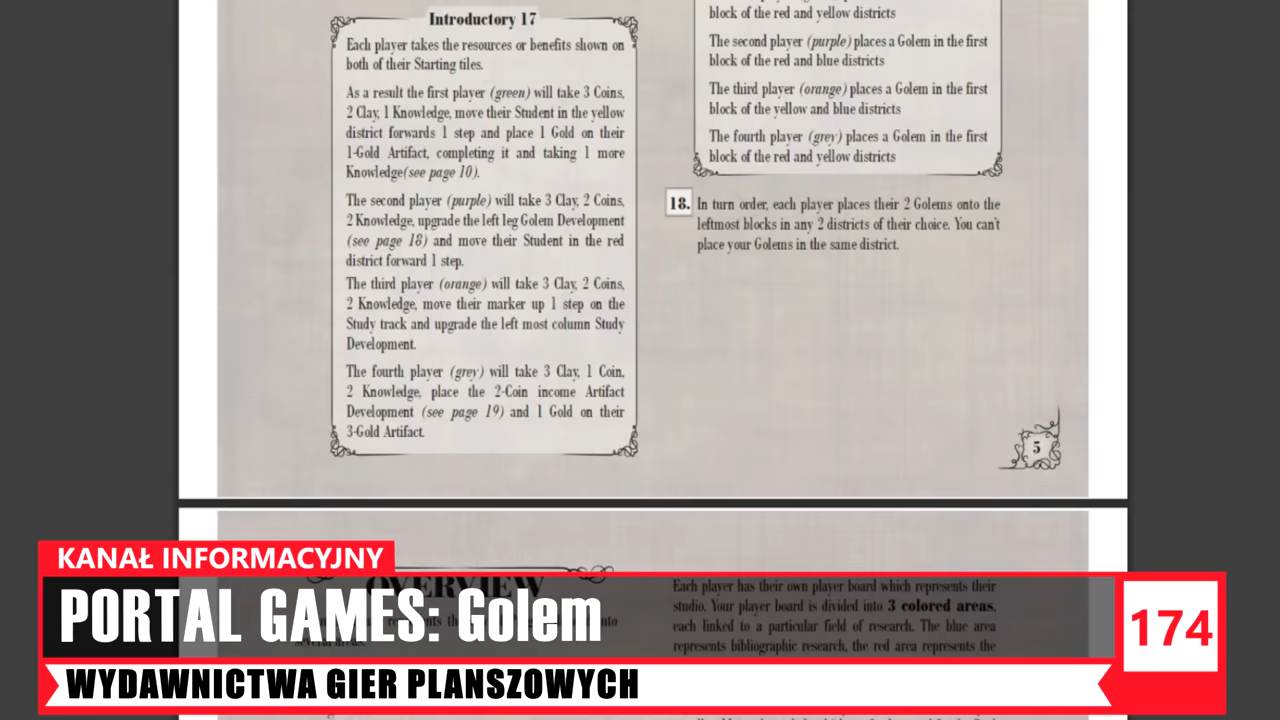 Introductory 17
Each player takes the resources or benefits shown on
both of their Starting tiles.
As a result the first player (green) will take 3 Coins,
2 Clay, 1 Knowledge, move their Student in the yellow
district forwards 1 step and place 1 Gold on their
1-Gold Artifact, completing it and taking 1 more
Knowledge(see page 10).
The second player (purple) will take 3 Clay, 2 Coins,
2 Knowledge, upgrade the left leg Golem Development
(see page 18) and move their Student in the red
district forward 1 step.
The third player (orange) will take 3 Clay, 2 Coins,
2 Knowledge, move their marker up 1 step on the
Study track and upgrade the left most column Study
Development.
The fourth player (grey) will take 3 Clay, 1 Coin,
2 Knowledge, place the 2-Coin income Artifact
Development (see page 19) and 1 Gold on their
3-Gold Artifact.
block of the red and yellow districts
The second player (purple) places a Golem in the first
block of the red and blue districts
The third player (orange) places a Golem in the first
block of the yellow and blue districts
The fourth player (grey) places a Golem in the first
block of the red and yellow districts
18. In turn order, each player places their 2 Golems onto the
leftmost blocks in any 2 districts of their choice. You can't
place your Golems in the same district.
5
OVERVIEW
several areas.
Each player has their own player board which represents their
studio. Your player board is divided into 3 colored areas,
each linked to a particular field of research. The blue area
represents bibliographic research, the red area represents the
KANAŁ INFORMACYJNY
PORTAL GAMES: Golem
174
WYDAWNICTWA GIER PLANSZOWYCH